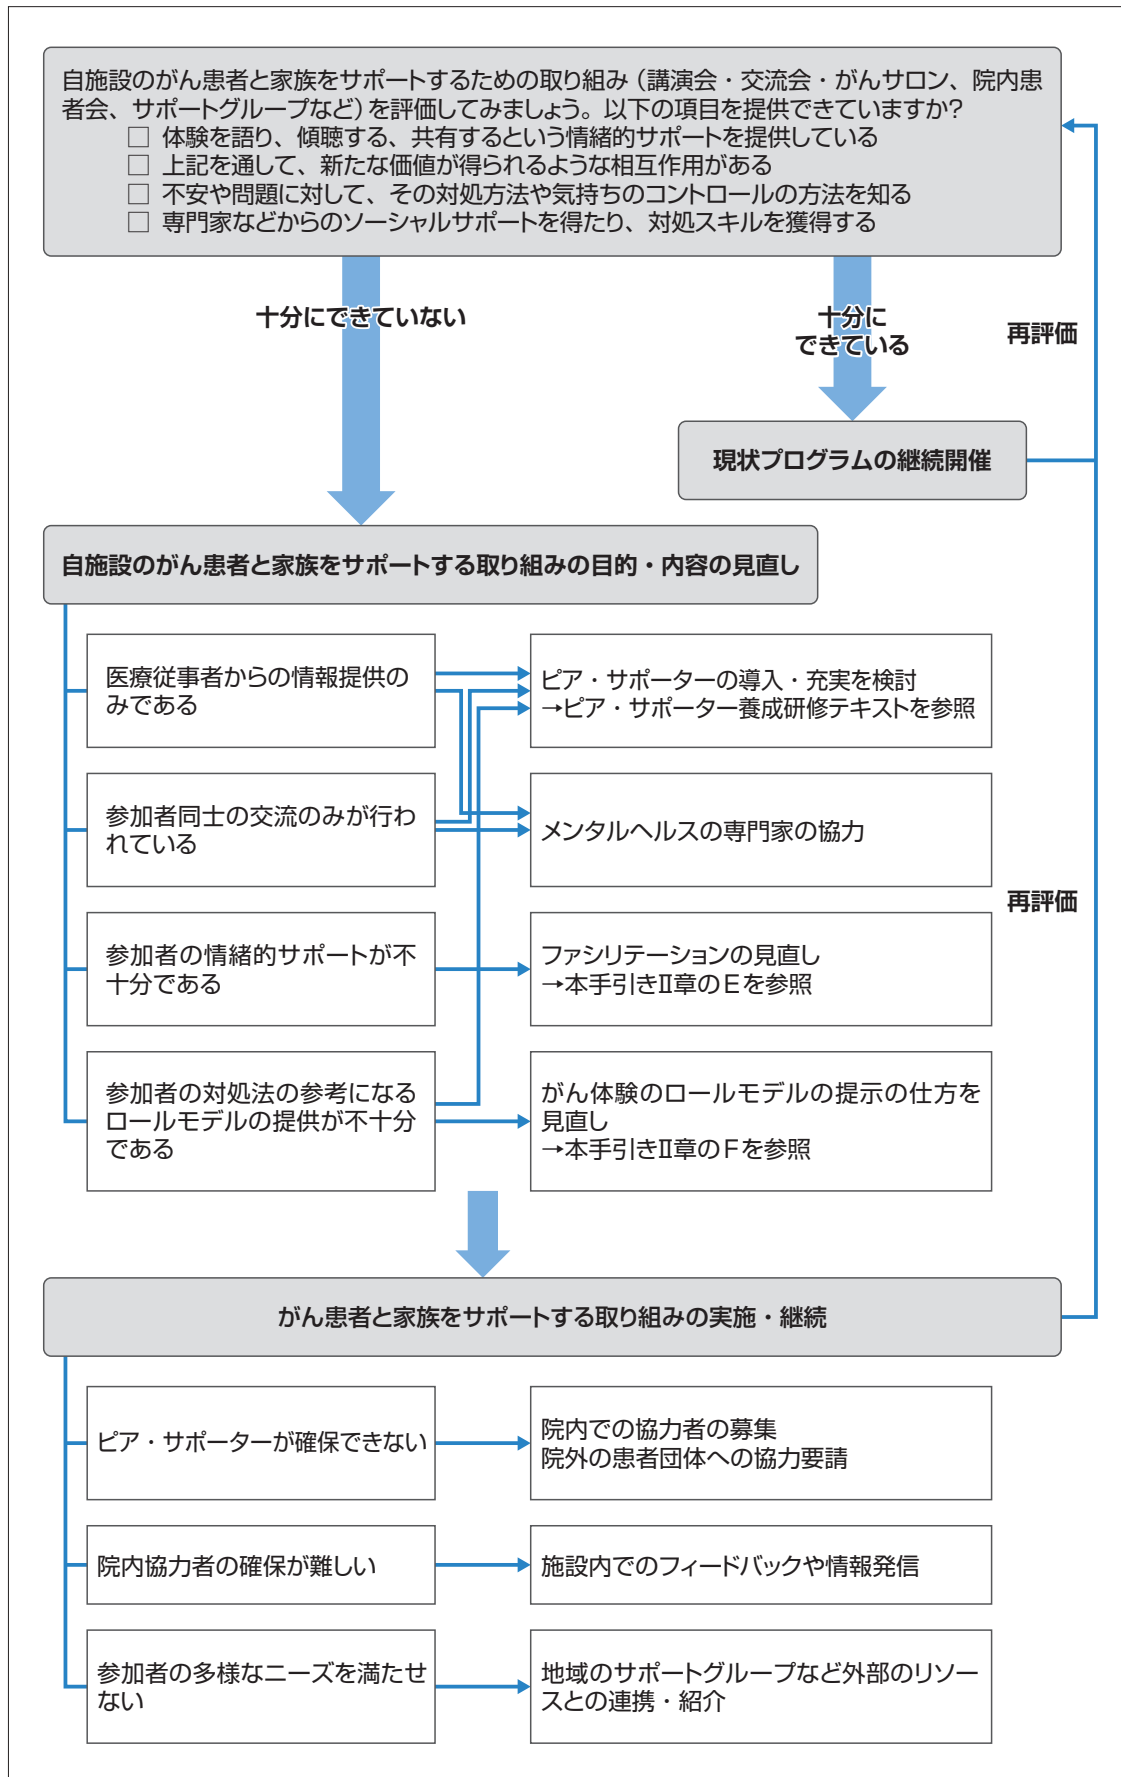 自施設のがん患者と家族をサポートするための取り組み（講演会・交流会・がんサロン、院内患
者会、サポートグループなど）を評価してみましょう。以下の項目を提供できていますか?
□ 体験を語り、傾聴する、共有するという情緒的サポートを提供している
□ 上記を通して、新たな価値が得られるような相互作用がある
□ 不安や問題に対して、その対処方法や気持ちのコントロールの方法を知る
□ 専門家などからのソーシャルサポートを得たり、対処スキルを獲得する
十分にできていない
十分に
できている
再評価
現状プログラムの継続開催
自施設のがん患者と家族をサポートする取り組みの目的・内容の見直し
医療従事者からの情報提供の
みである
ピア・サポーターの導入・充実を検討
→ピア・サポーター養成研修テキストを参照
参加者同士の交流のみが行わ
れている
メンタルヘルスの専門家の協力
再評価
参加者の情緒的サポートが不
十分である
ファシリテーションの見直し
→本手引きⅡ章のEを参照
参加者の対処法の参考になる
ロールモデルの提供が不十分
である
がん体験のロールモデルの提示の仕方を
見直し
→本手引きⅡ章のFを参照
がん患者と家族をサポートする取り組みの実施・継続
ピア・サポーターが確保できない
院内での協力者の募集
院外の患者団体への協力要請
院内協力者の確保が難しい
施設内でのフィードバックや情報発信
参加者の多様なニーズを満たせ
ない
地域のサポートグループなど外部のリソー
スとの連携・紹介